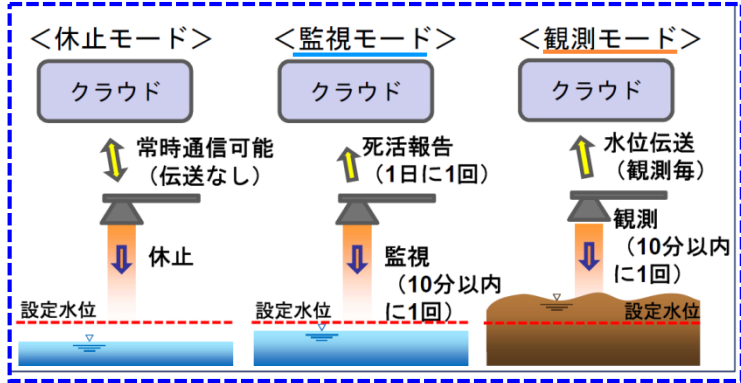 ＜休止モード＞
クラウド
常時通信可能
（伝送なし）
休止
設定水位
＜監視モード＞
クラウド
死活報告
（1日に1回）
監視
（10分以内
に1回）
設定水位
＜観測モード＞
クラウド
水位伝送
（観測毎）
観測
（10分以内
に1回）
設定水位